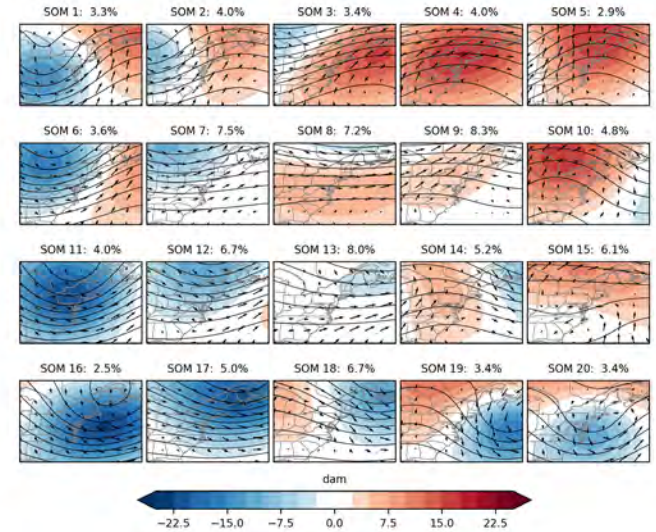 SOM 1: 3.3%
SOM 2: 4.0%
SOM 3: 3.4%
SOM 4: 4.0%
SOM 5: 2.9%
SOM 6: 3.6%
SOM 7: 7.5%
SOM 8: 7.2%
SOM 9: 8.3%
SOM 10: 4.8%
SOM 11: 4.0%
SOM 12: 6.7%
SOM 13: 8.0%
SOM 14: 5.2%
SOM 15: 6.1%
SOM 16: 2.5%
SOM 17: 5.0%
SOM 18: 6.7%
SOM 19: 3.4%
SOM 20: 3.4%
dam
−22.5 −15.0 −7.5 0.0 7.5 15.0 22.5